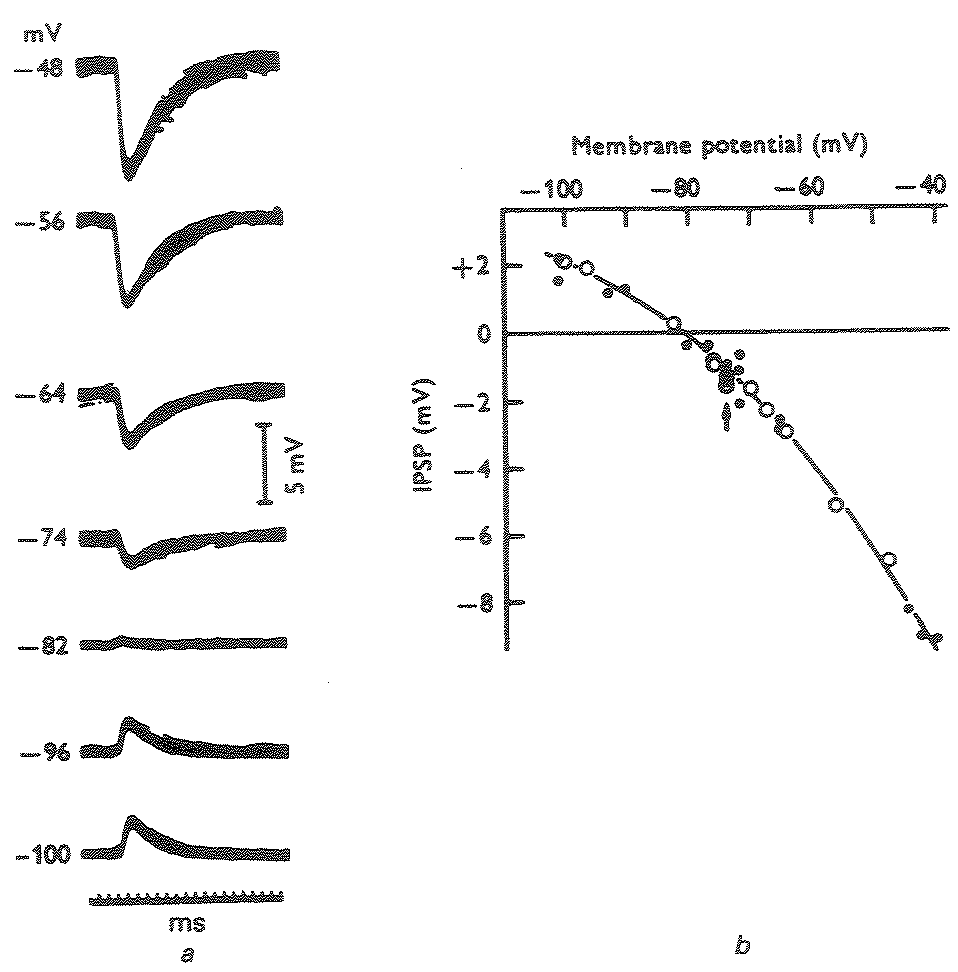 mV
—48
—56
—64
5 mV
—74
—82
—96
-100
ms
a
Membrane potential (mV)
—100 —80 —60 —40
+2
0
—2
—4
—6
—8
IPSP (mV)
b